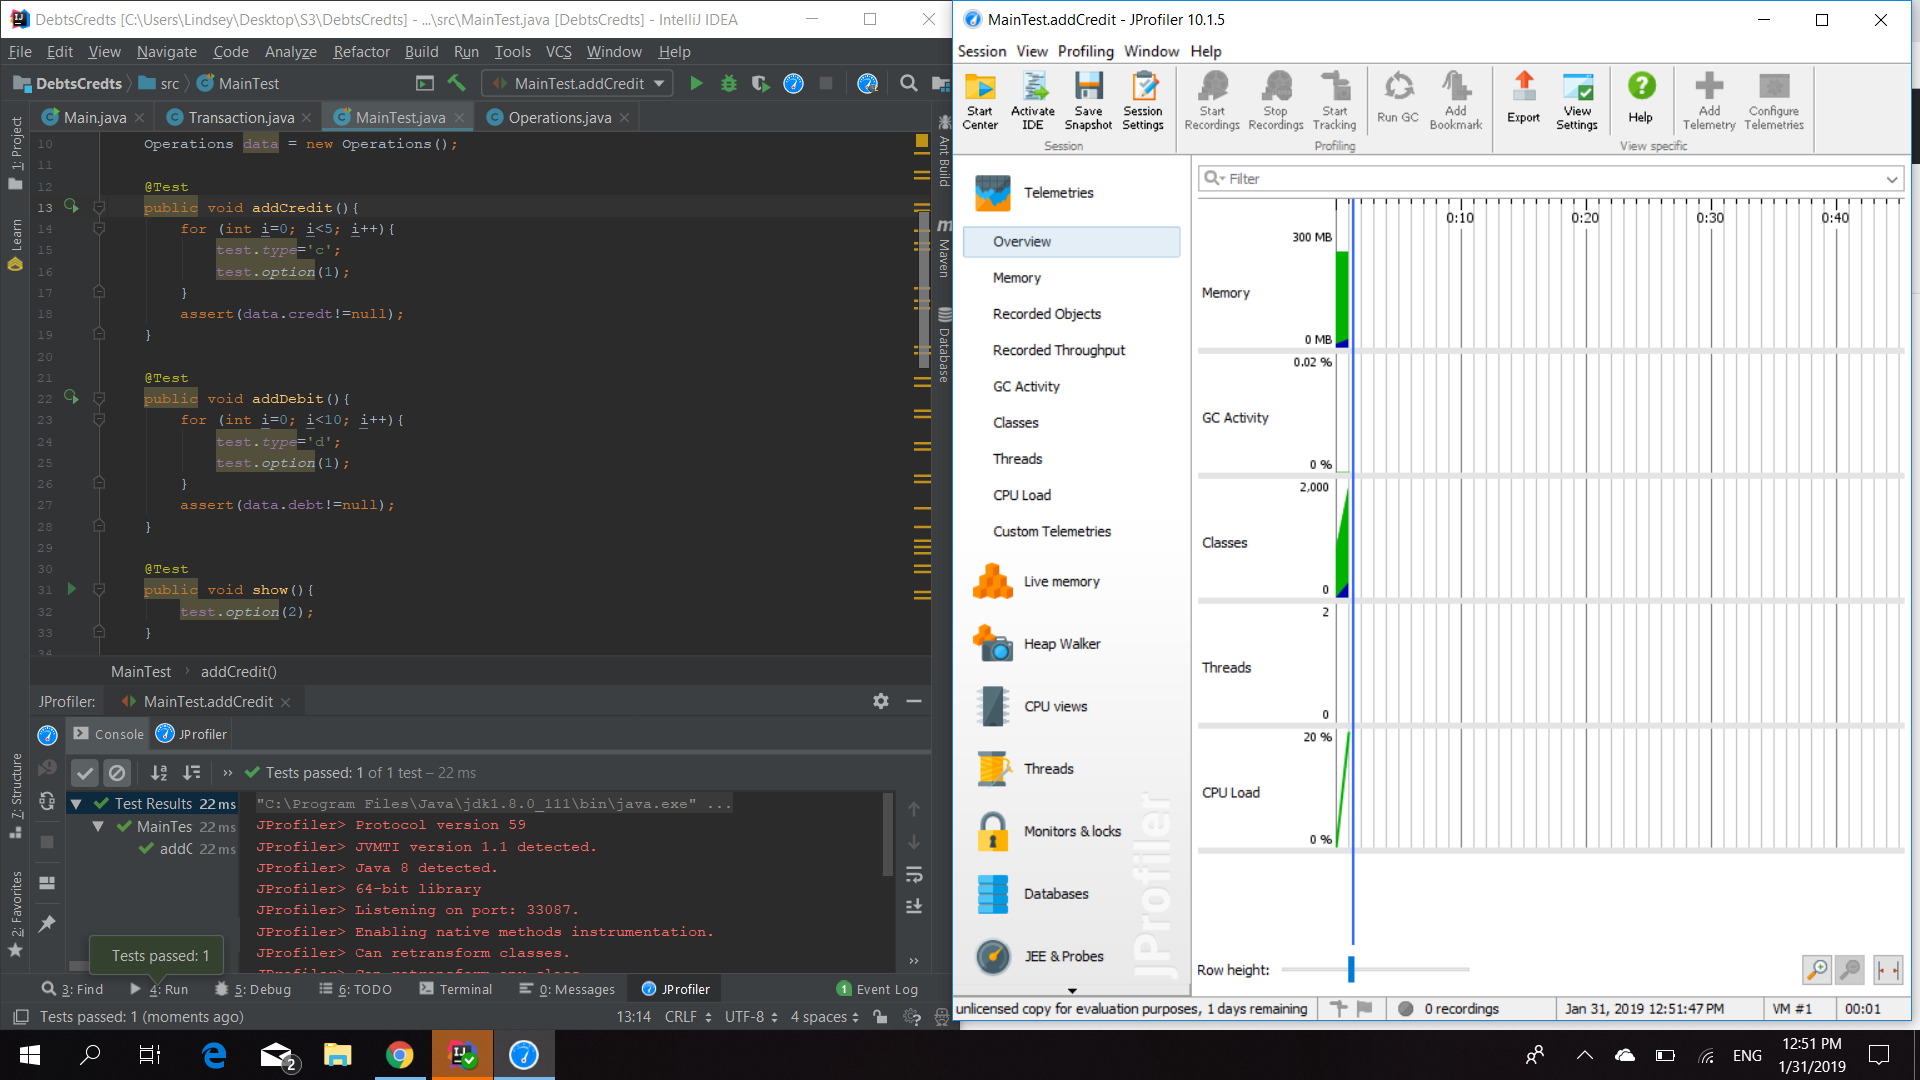 DebtsCredts [C:\Users\Lindsey\Desktop\S3\DebtsCredts] - ...\src\MainTest.java [DebtsCredts] - IntelliJ IDEA
File Edit View Navigate Code Analyze Refactor Build Run Tools VCS Window Help
DebtsCredts src MainTest MainTest.addCredit
Main.java Transaction.java MainTest.java Operations.java
1: Project
Learn
7: Structure
2: Favorites
10 Operations data = new Operations();
11
12 @Test
13 public void addCredit(){
14 for (int i=0; i<5; i++){
15 test.type='c';
16 test.option(1);
17 }
18 assert(data.credt!=null);
19 }
20
21 @Test
22 public void addDebit(){
23 for (int i=0; i<10; i++){
24 test.type='d';
25 test.option(1);
26 }
27 assert(data.debt!=null);
28 }
29
30 @Test
31 public void show(){
32 test.option(2);
33 }
34
Ant Build
Maven
Database
MainTest addCredit()
JProfiler: MainTest.addCredit
Console JProfiler
Tests passed: 1 of 1 test – 22 ms
Test Results 22 ms
MainTes 22 ms
addC 22 ms
"C:\Program Files\Java\jdk1.8.0_111\bin\java.exe" ...
JProfiler> Protocol version 59
JProfiler> JVMTI version 1.1 detected.
JProfiler> Java 8 detected.
JProfiler> 64-bit library
JProfiler> Listening on port: 33087.
JProfiler> Enabling native methods instrumentation.
JProfiler> Can retransform classes.
JProfiler> Can retransform any class.
Tests passed: 1
3: Find 4: Run 5: Debug 6: TODO Terminal 0: Messages JProfiler 1 Event Log
Tests passed: 1 (moments ago) 13:14 CRLF UTF-8 4 spaces
MainTest.addCredit - JProfiler 10.1.5
Session View Profiling Window Help
Start Center
Activate IDE
Save Snapshot
Session Settings
Start Recordings
Stop Recordings
Start Tracking
Run GC
Add Bookmark
Export
View Settings
Help
Add Telemetry
Configure Telemetries
Session Profiling View specific
Telemetries
Overview
Memory
Recorded Objects
Recorded Throughput
GC Activity
Classes
Threads
CPU Load
Custom Telemetries
Live memory
Heap Walker
CPU views
Threads
Monitors & locks
Databases
JEE & Probes
JProfiler
Filter
0:10 0:20 0:30 0:40
300 MB
Memory
0 MB
0.02 %
GC Activity
0 %
2,000
Classes
0
2
Threads
0
20 %
CPU Load
0 %
Row height:
unlicensed copy for evaluation purposes, 1 days remaining 0 recordings Jan 31, 2019 12:51:47 PM VM #1 00:01
2
ENG
12:51 PM
1/31/2019